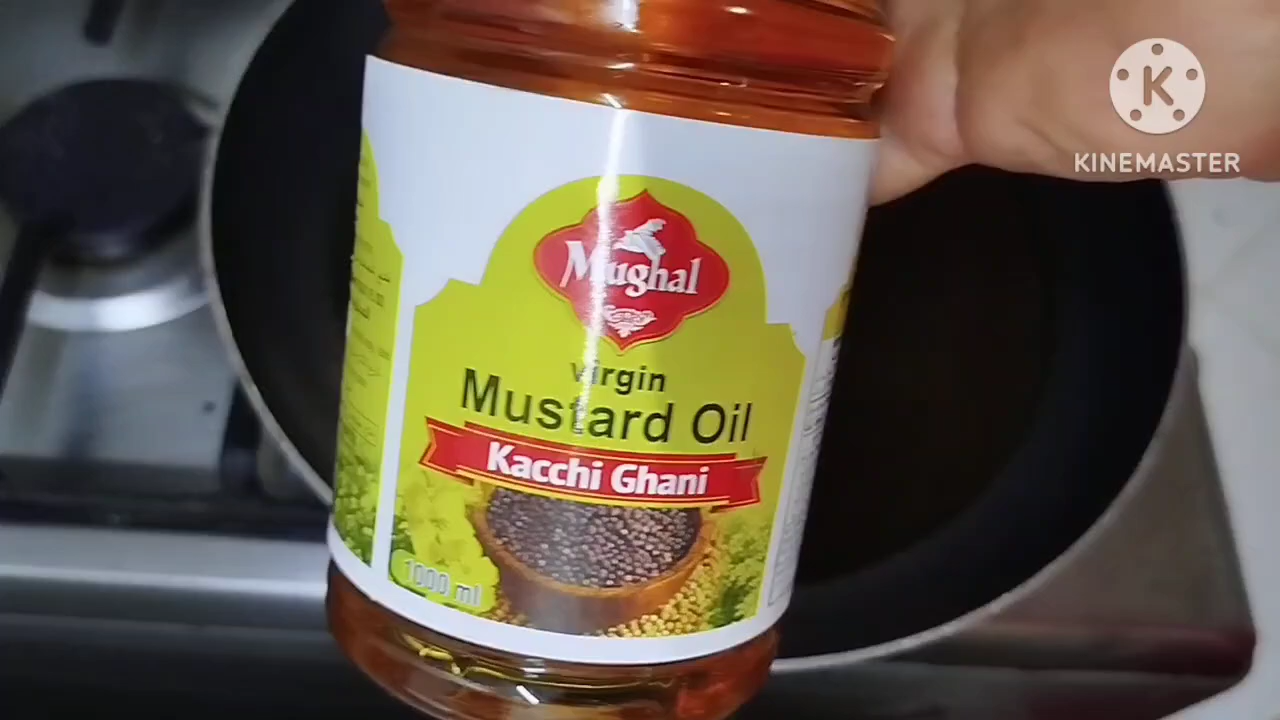 K
KINEMASTER
Mughal
virgin
Mustard Oil
Kacchi Ghani
1000 ml